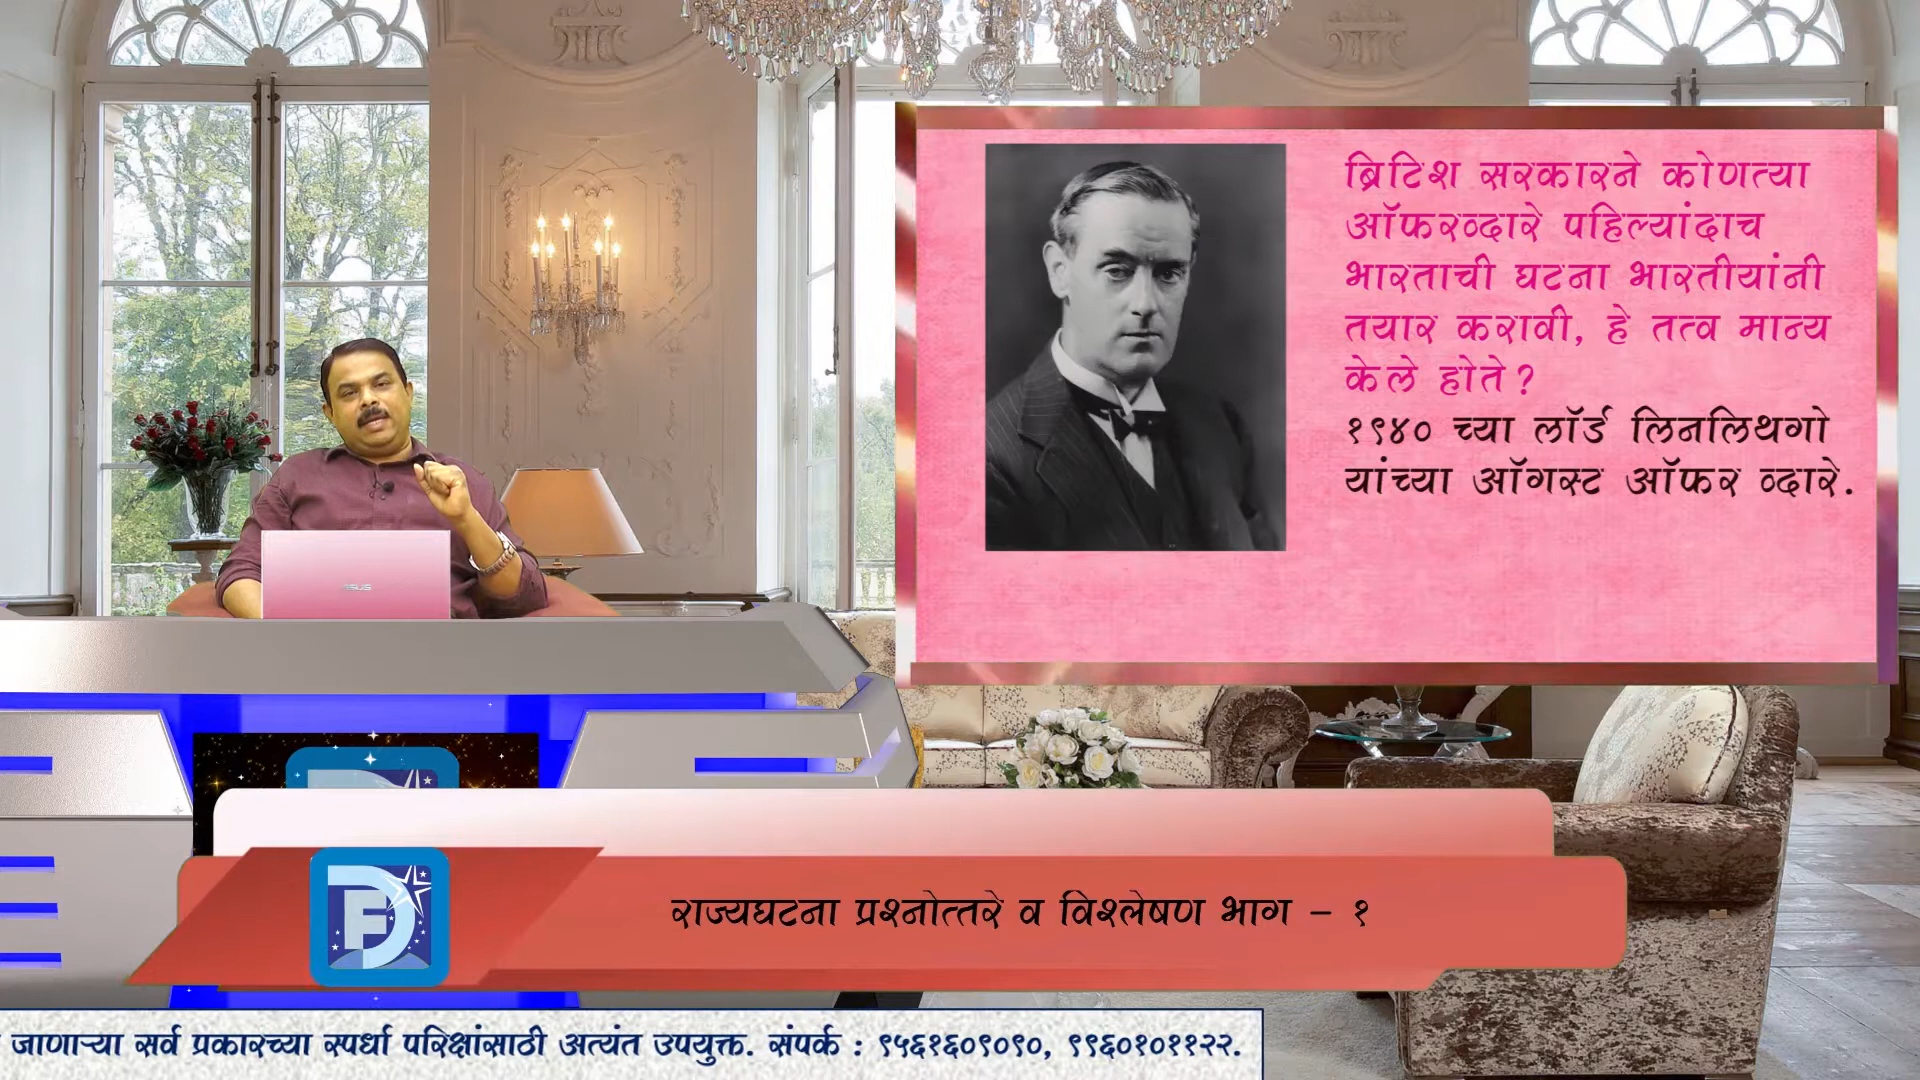 ब्रिटिश सरकारने कोणत्या
ऑफरव्दारे पहिल्यांदाच
भारताची घटना भारतीयांनी
तयार करावी, हे तत्व मान्य
केले होते?
१९४० च्या लॉर्ड लिनलिथगो
यांच्या ऑगस्ट ऑफर व्दारे.
ASUS
राज्यघटना प्रश्नोत्तरे व विश्लेषण भाग – १
जाणाऱ्या सर्व प्रकारच्या स्पर्धा परिक्षांसाठी अत्यंत उपयुक्त. संपर्क : ९५६१६०९०९०, ९९६०१०११२२.